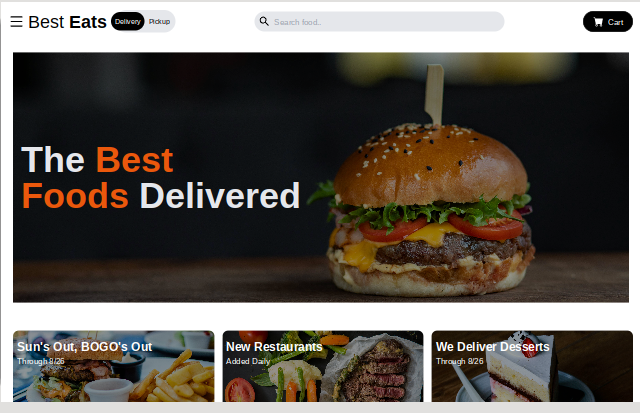 Best Eats Delivery Pickup Search food.. Cart
The Best
Foods Delivered
Sun's Out, BOGO's Out New Restaurants We Deliver Desserts
Through 8/26 Added Daily Through 8/26